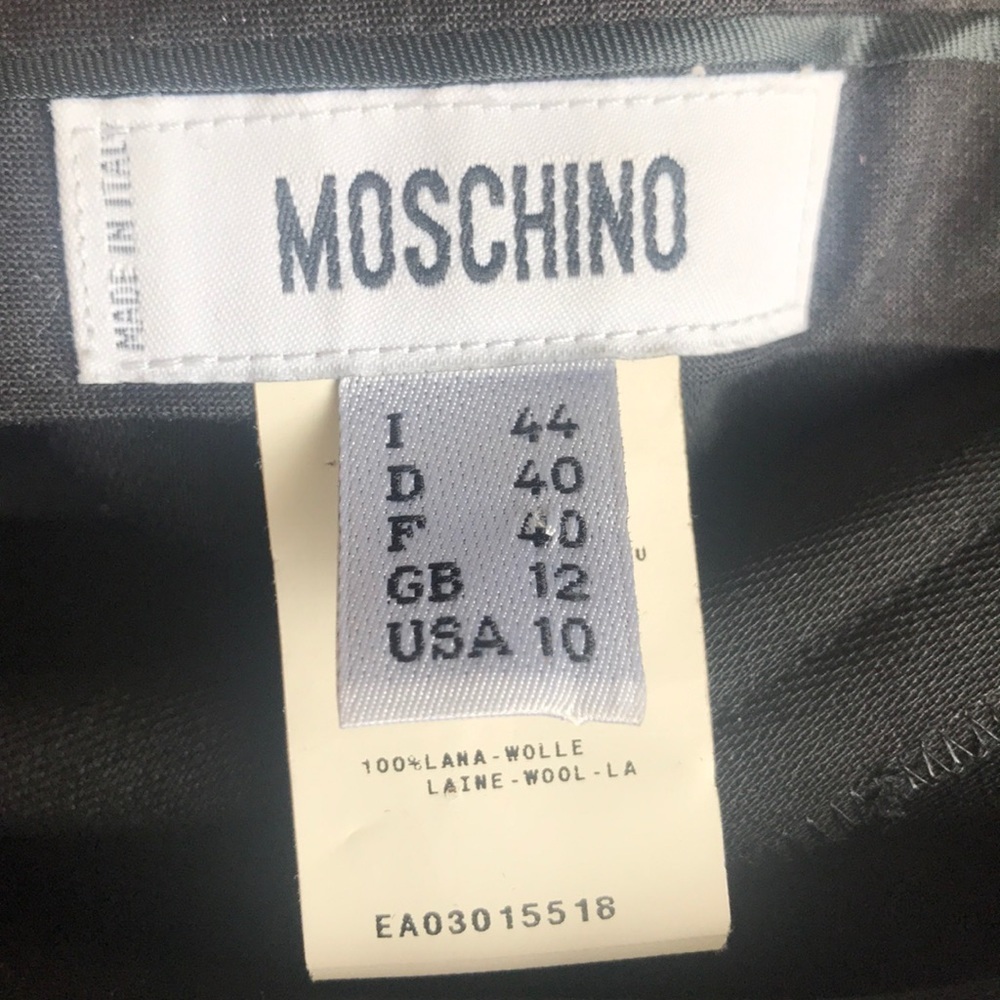 MADE IN ITALY
MOSCHINO
I 44
D 40
F 40
GB 12
USA 10
U
100%LANA-WOLLE
LAINE-WOOL-LA
EA03015518